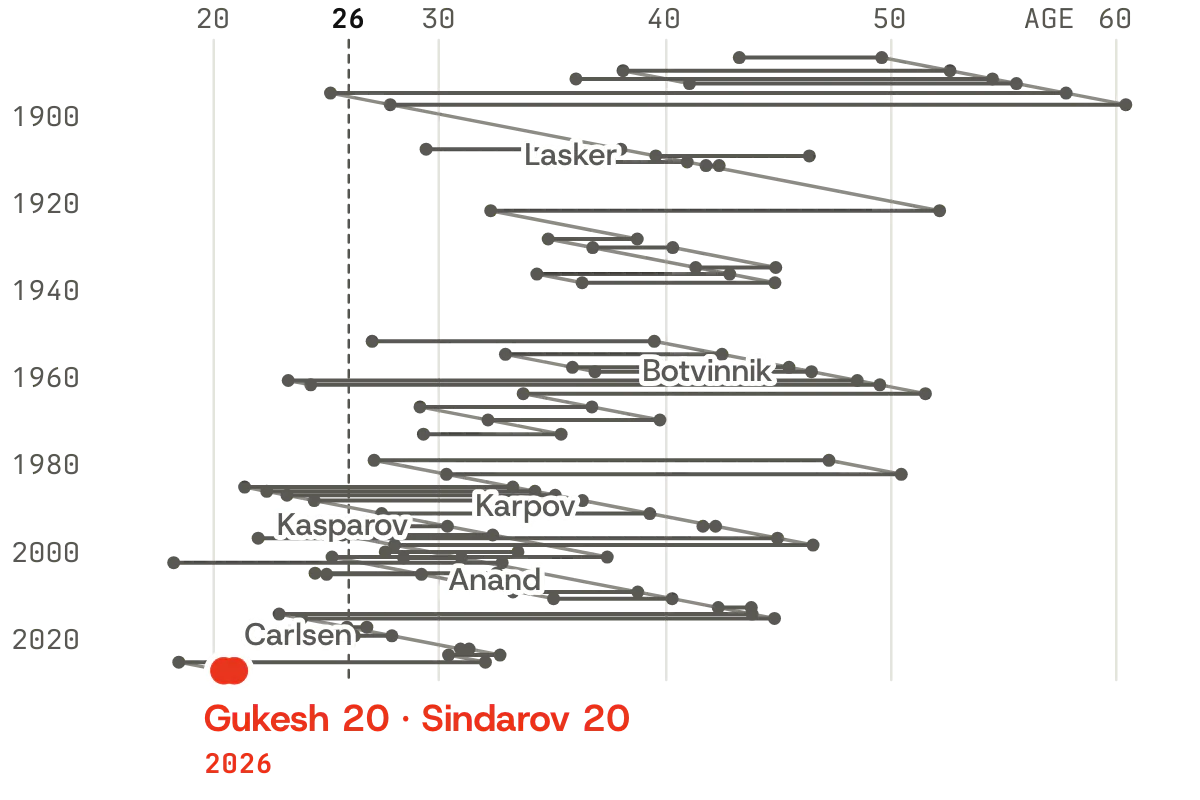 20 26 30 40 50 AGE 60
1900
Lasker
1920
1940
1960
Botvinnik
1980
Karpov
Kasparov
2000
Anand
Carlsen
2020
Gukesh 20 · Sindarov 20
2026